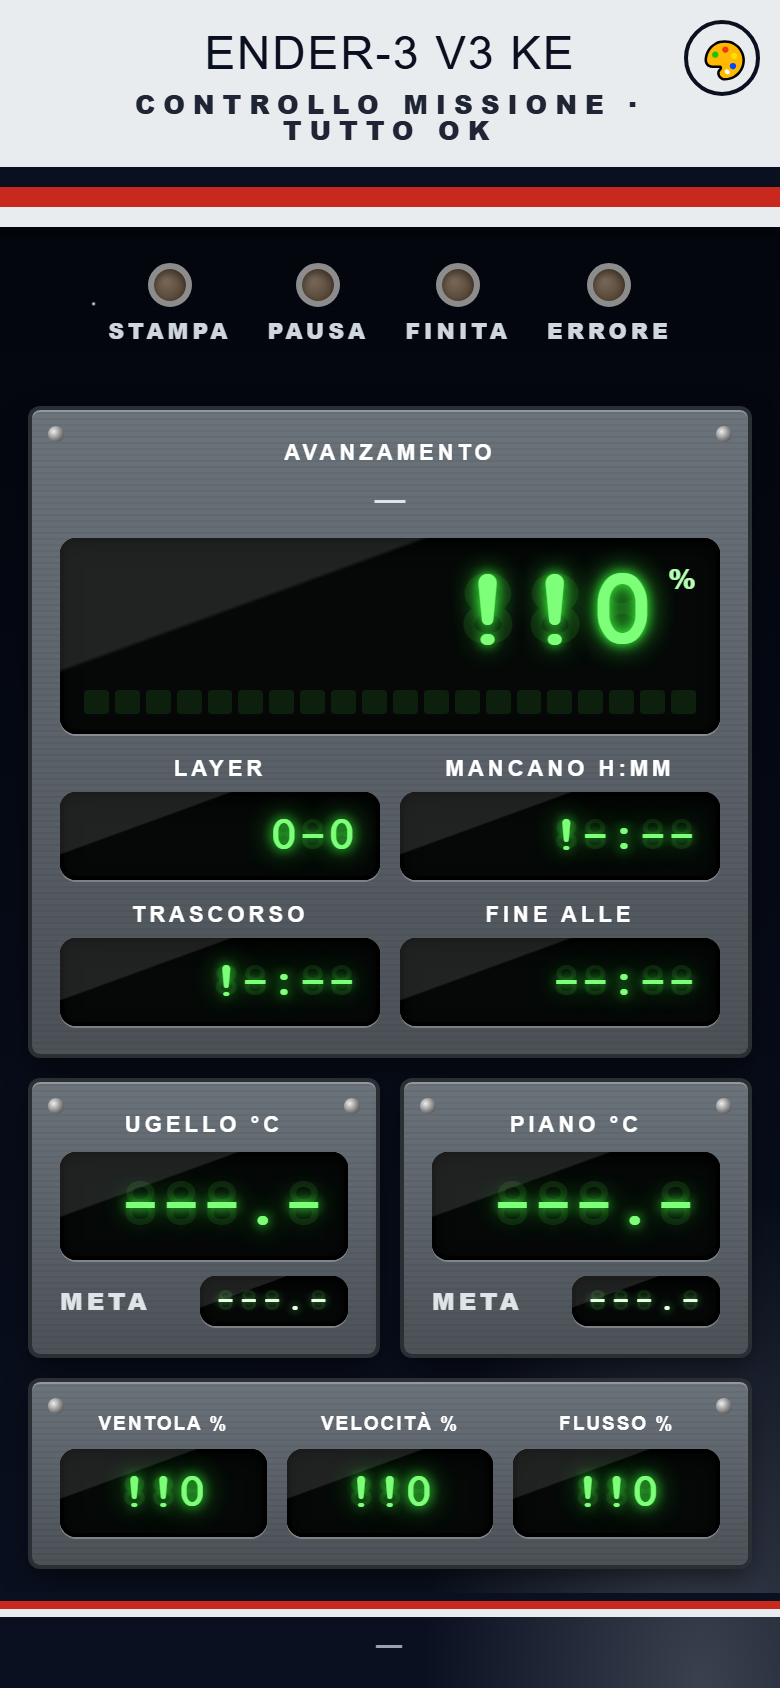 ENDER-3 V3 KE
CONTROLLO MISSIONE ·
TUTTO OK
STAMPA PAUSA FINITA ERRORE
AVANZAMENTO
—
!!0 %
LAYER MANCANO H:MM
0-0 !-:--
TRASCORSO FINE ALLE
!-:-- --:--
UGELLO °C PIANO °C
---.- ---.-
META ---.- META ---.-
VENTOLA % VELOCITÀ % FLUSSO %
!!0 !!0 !!0
—